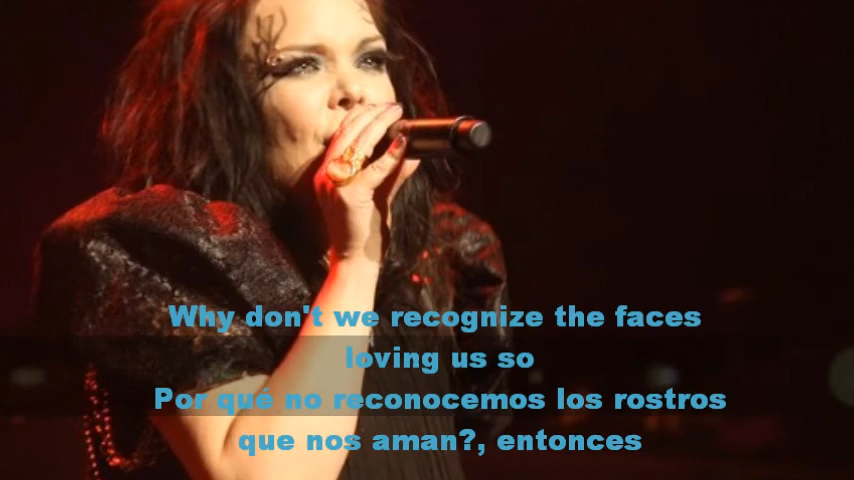 Why don't we recognize the faces
loving us so
Por qué no reconocemos los rostros
que nos aman?, entonces